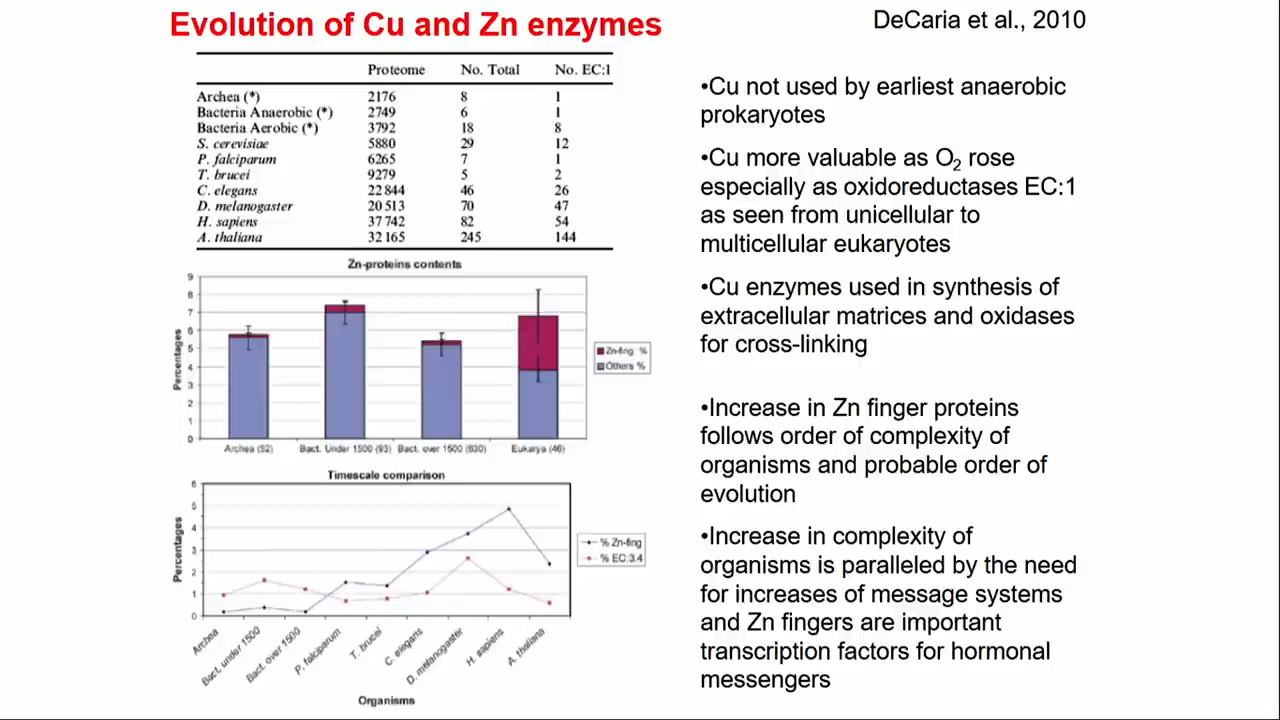 Evolution of Cu and Zn enzymes
DeCaria et al., 2010
Proteome No. Total No. EC:1
Archea (*) 2176 8 1
Bacteria Anaerobic (*) 2749 6 1
Bacteria Aerobic (*) 3792 18 8
S. cerevisiae 5880 29 12
P. falciparum 6265 7 1
T. brucei 9279 5 2
C. elegans 22 844 46 26
D. melanogaster 20 513 70 47
H. sapiens 37 742 82 54
A. thaliana 32 165 245 144
Zn-proteins contents
Percentages
9
8
7
6
5
4
3
2
1
0
Archea (52) Bact. Under 1500 (93) Bact. over 1500 (630) Eukarya (46)
Zn-fing %
Others %
Timescale comparison
Percentages
6
5
4
3
2
1
0
Archea Bact. under 1500 Bact. over 1500 P. falciparum T. brucei C. elegans D. melanogaster H. sapiens A. thaliana
Organisms
% Zn-fing
% EC:3.4
•Cu not used by earliest anaerobic
prokaryotes
•Cu more valuable as O₂ rose
especially as oxidoreductases EC:1
as seen from unicellular to
multicellular eukaryotes
•Cu enzymes used in synthesis of
extracellular matrices and oxidases
for cross-linking
•Increase in Zn finger proteins
follows order of complexity of
organisms and probable order of
evolution
•Increase in complexity of
organisms is paralleled by the need
for increases of message systems
and Zn fingers are important
transcription factors for hormonal
messengers